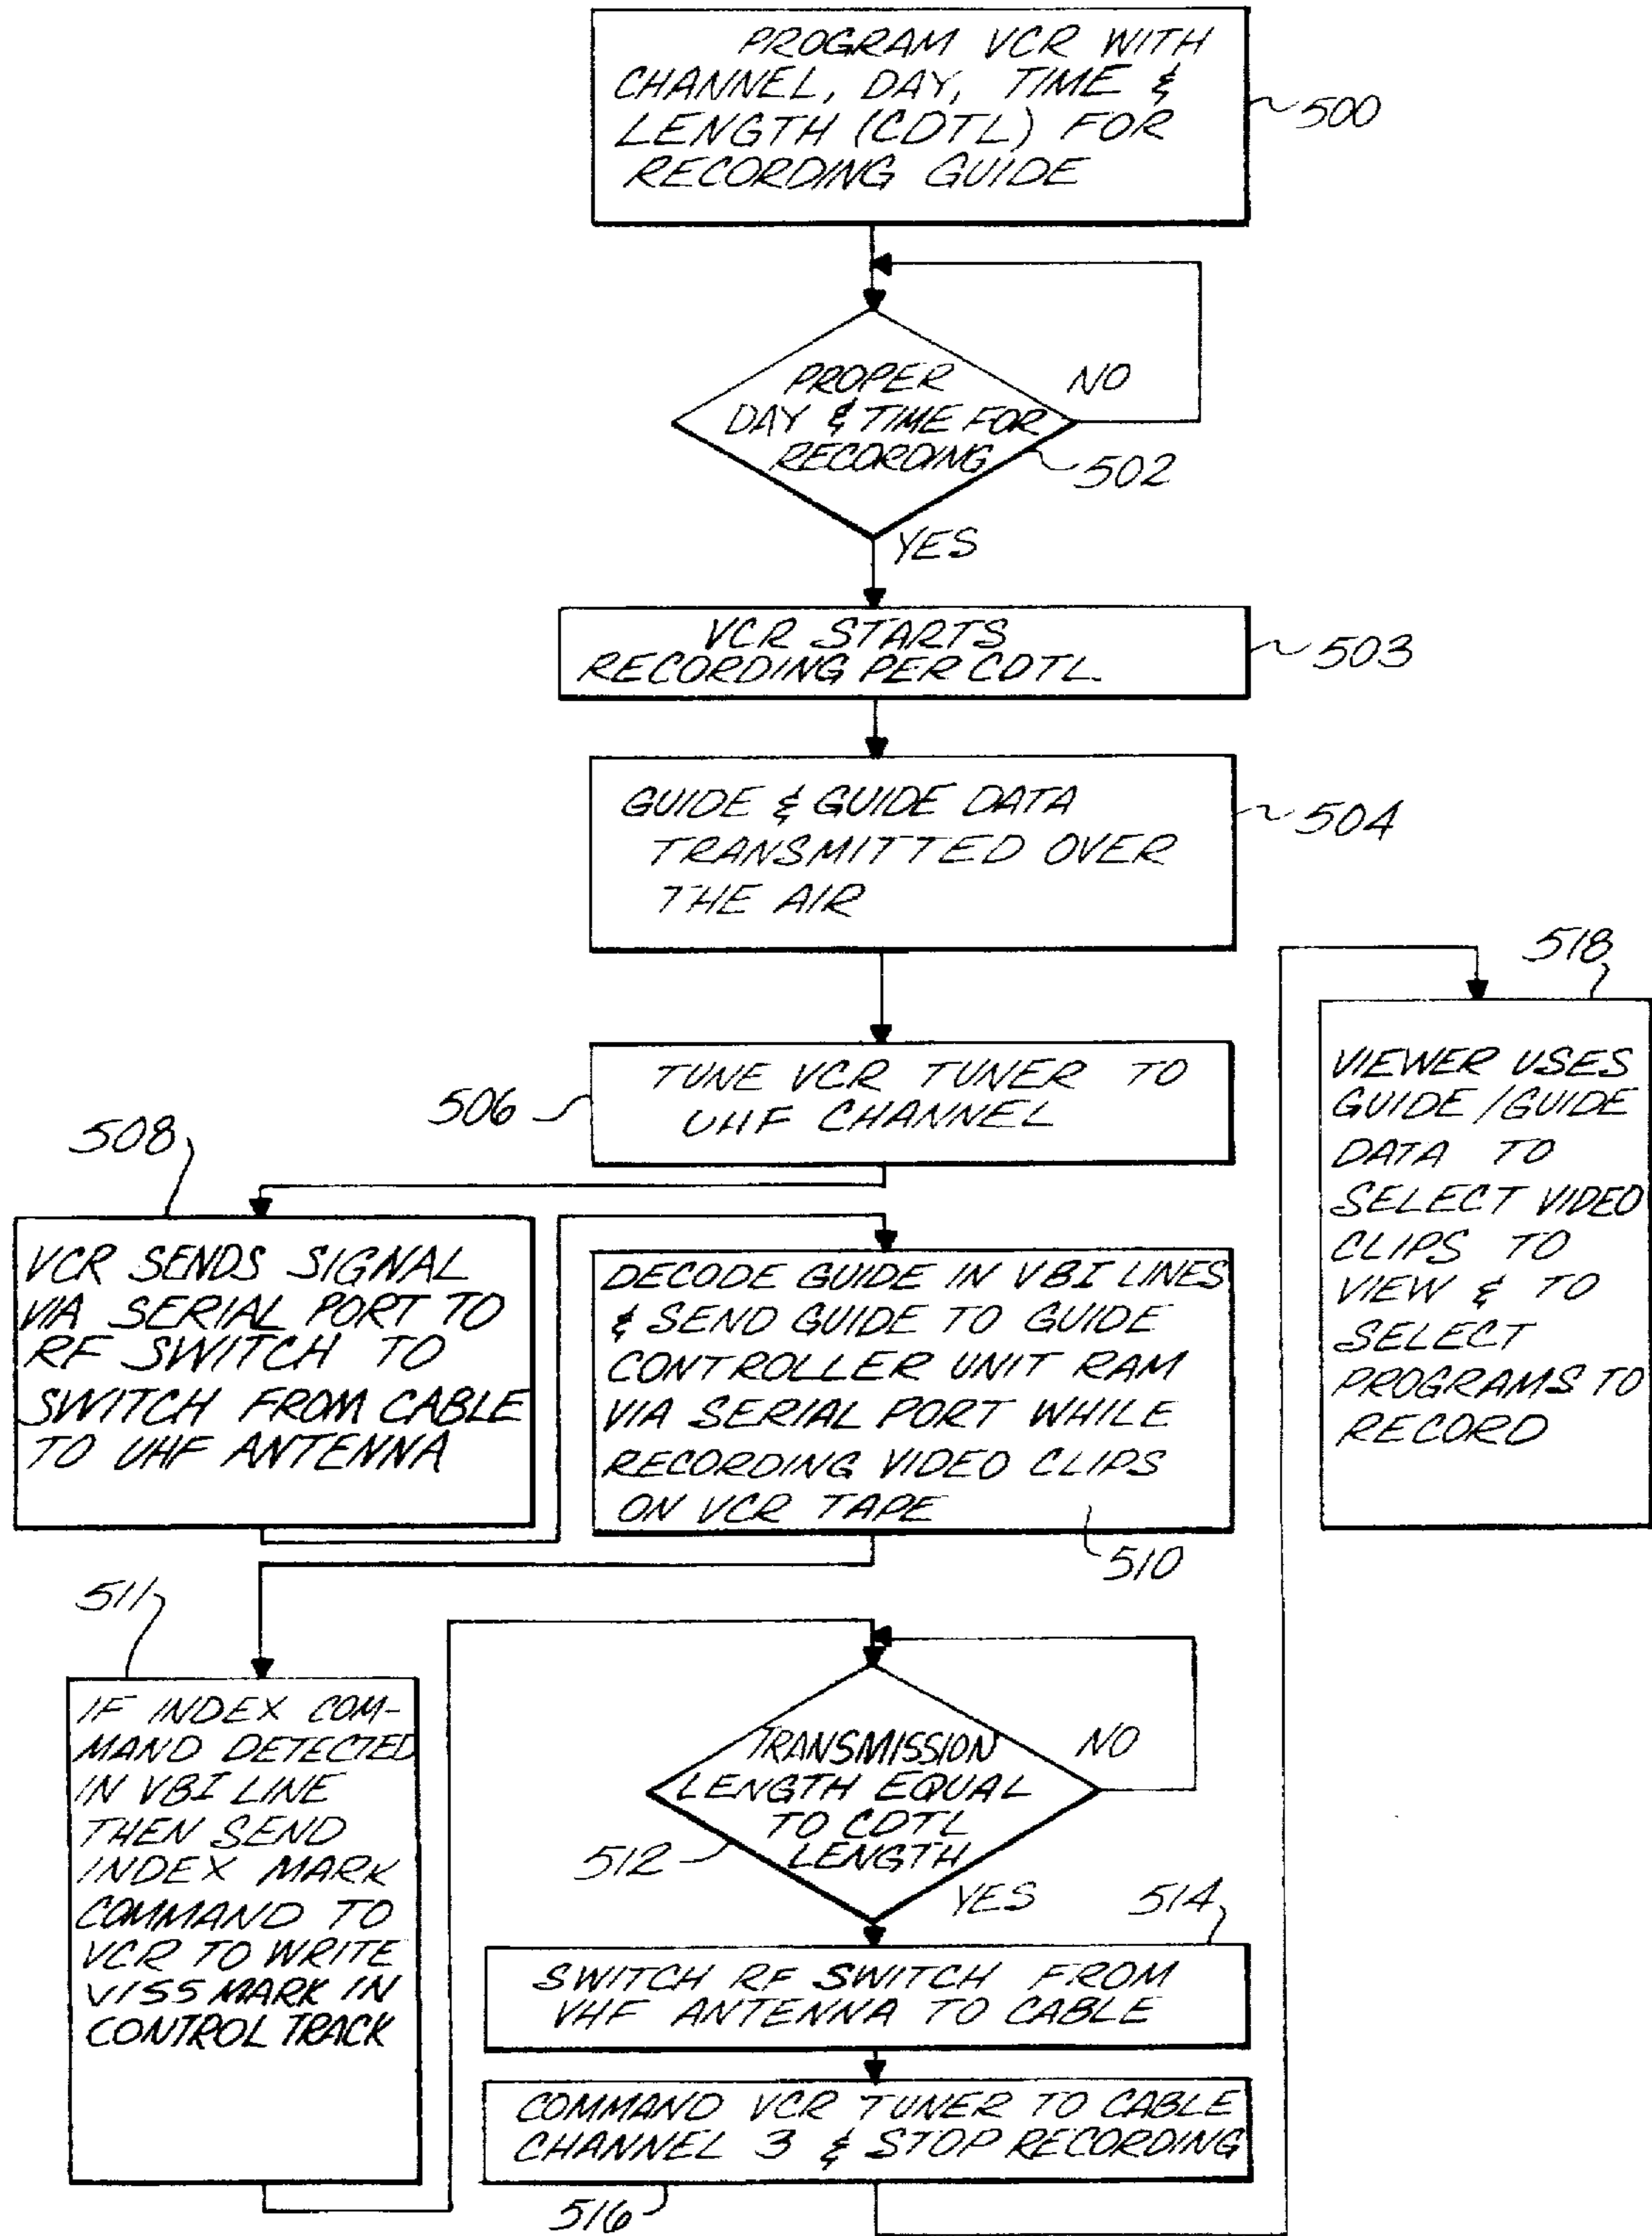 PROGRAM VCR WITH
CHANNEL, DAY, TIME &
LENGTH (CDTL) FOR
RECORDING GUIDE
500
PROPER
DAY & TIME FOR
RECORDING
NO
502
YES
VCR STARTS
RECORDING PER CDTL.
503
GUIDE & GUIDE DATA
TRANSMITTED OVER
THE AIR
504
TUNE VCR TUNER TO
UHF CHANNEL
506
508
VCR SENDS SIGNAL
VIA SERIAL PORT TO
RF SWITCH TO
SWITCH FROM CABLE
TO UHF ANTENNA
DECODE GUIDE IN VBI LINES
& SEND GUIDE TO GUIDE
CONTROLLER UNIT RAM
VIA SERIAL PORT WHILE
RECORDING VIDEO CLIPS
ON VCR TAPE
510
511
IF INDEX COM-
MAND DETECTED
IN VBI LINE
THEN SEND
INDEX MARK
COMMAND TO
VCR TO WRITE
VISS MARK IN
CONTROL TRACK
TRANSMISSION
LENGTH EQUAL
TO CDTL
LENGTH
NO
512
YES
514
SWITCH RF SWITCH FROM
VHF ANTENNA TO CABLE
COMMAND VCR TUNER TO CABLE
CHANNEL 3 & STOP RECORDING
516
518
VIEWER USES
GUIDE/GUIDE
DATA TO
SELECT VIDEO
CLIPS TO
VIEW & TO
SELECT
PROGRAMS TO
RECORD